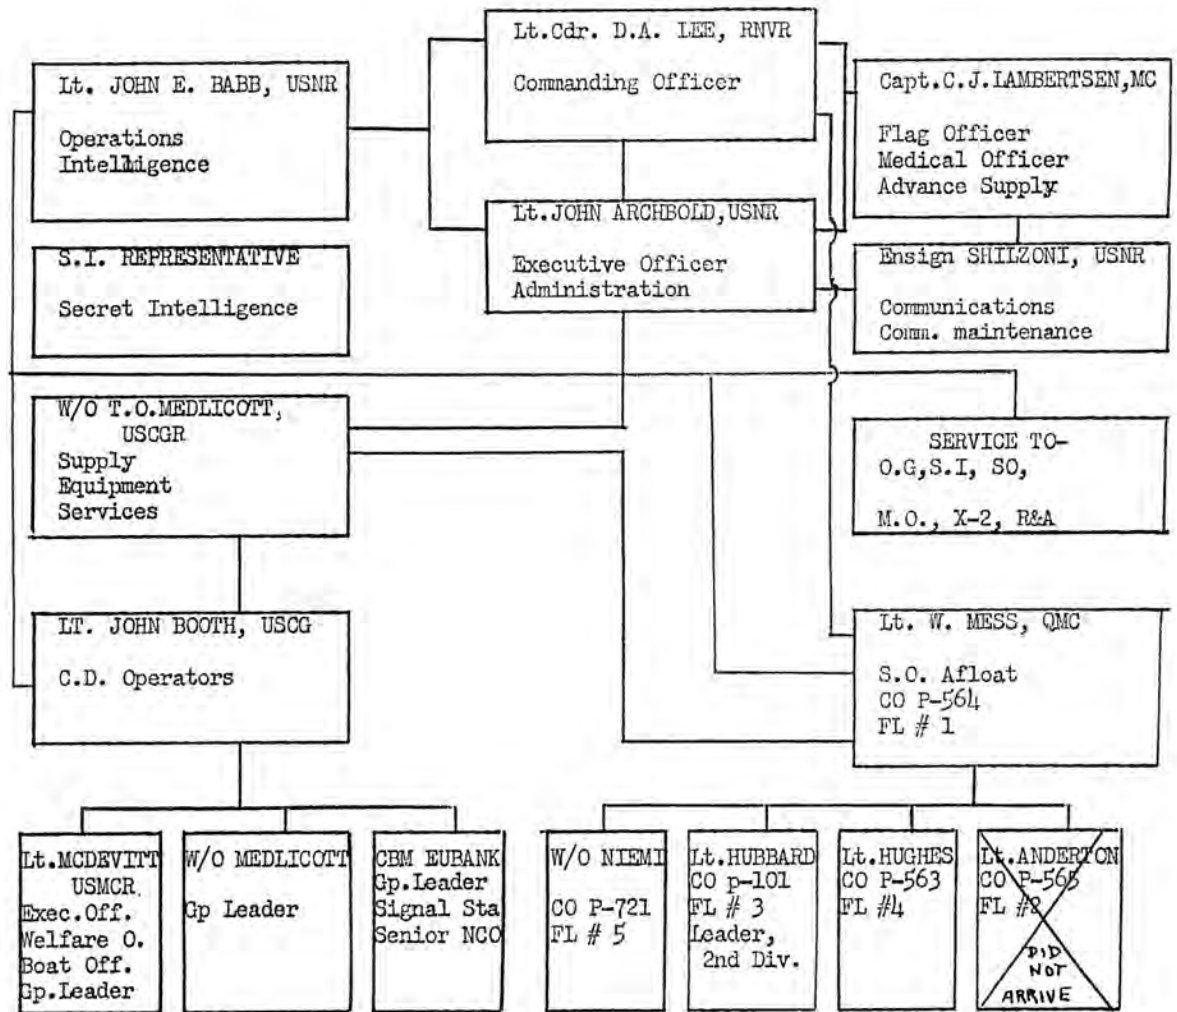 Lt.Cdr. D.A. LEE, RNVR
Commanding Officer
Lt. JOHN E. BABB, USNR
Operations
Intelligence
Capt.C.J.LAMBERTSEN,MC
Flag Officer
Medical Officer
Advance Supply
S.I. REPRESENTATIVE
Secret Intelligence
Lt.JOHN ARCHBOLD,USNR
Executive Officer
Administration
Ensign SHILZONI, USNR
Communications
Comm. maintenance
W/O T.O.MEDLICOTT,
USCGR
Supply
Equipment
Services
SERVICE TO-
O.G,S.I, SO,
M.O., X-2, R&A
LT. JOHN BOOTH, USCG
C.D. Operators
Lt. W. MESS, QMC
S.O. Afloat
CO P-564
FL # 1
Lt.MCDEVITT
USMCR
Exec.Off.
Welfare O.
Boat Off.
Gp.Leader
W/O MEDLICOTT
Gp Leader
CBM EUBANK
Gp.Leader
Signal Sta
Senior NCO
W/O NIEMI
CO P-721
FL # 5
Lt.HUBBARD
CO p-101
FL # 3
Leader,
2nd Div.
Lt.HUGHES
CO P-563
FL #4
Lt.ANDERTON
CO P-565
FL #2
DID
NOT
ARRIVE